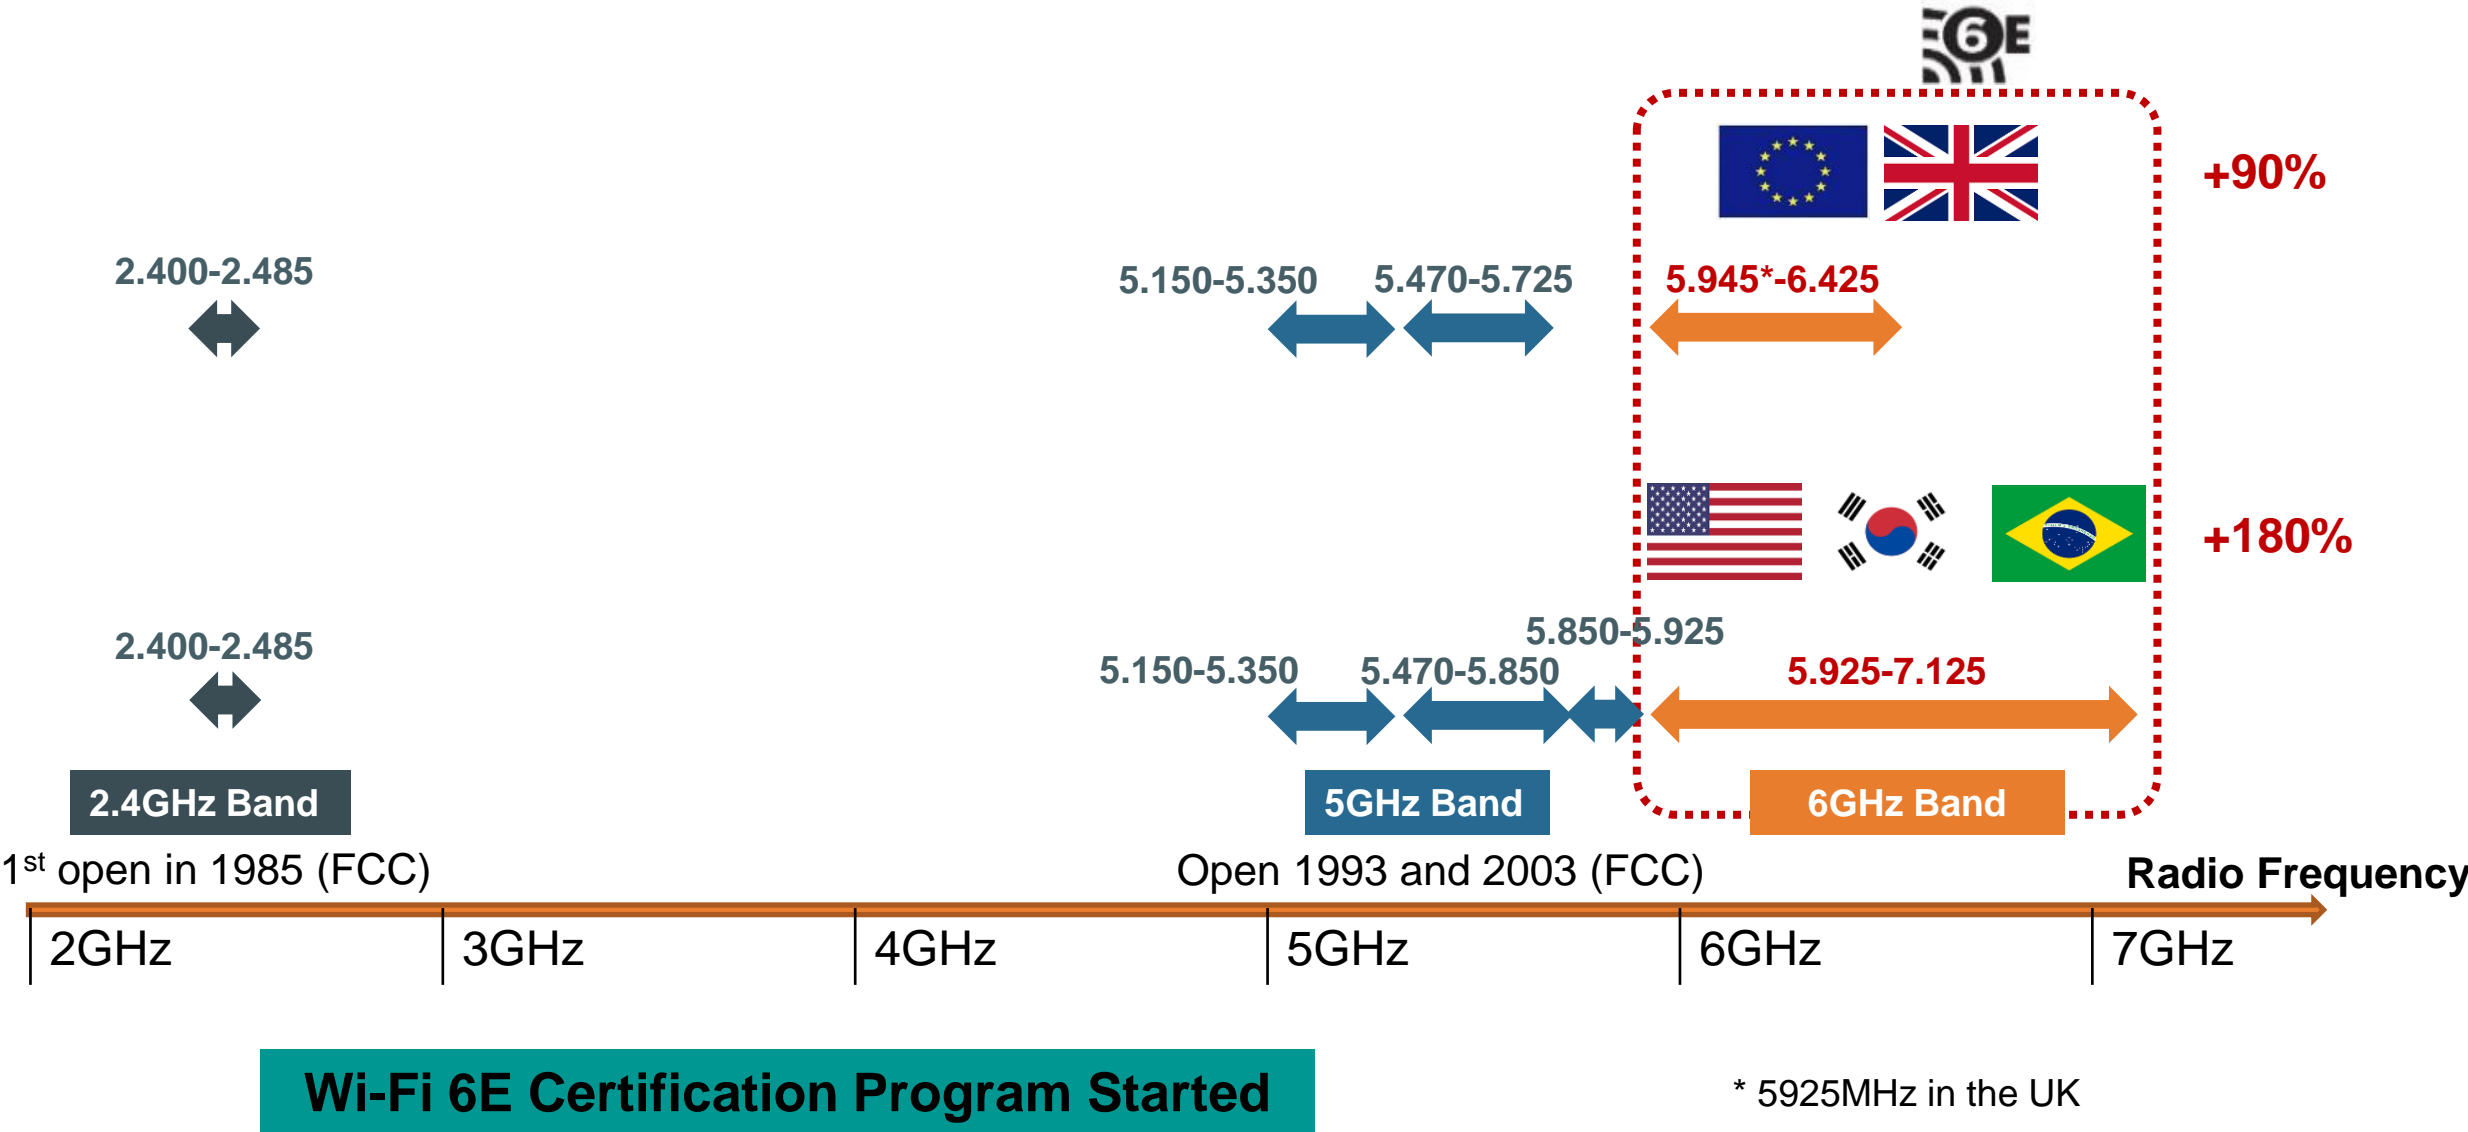 6E
+90%
2.400-2.485
5.150-5.350
5.470-5.725
5.945*-6.425
+180%
2.400-2.485
5.850-5.925
5.150-5.350
5.470-5.850
5.925-7.125
2.4GHz Band
5GHz Band
6GHz Band
1st open in 1985 (FCC)
Open 1993 and 2003 (FCC)
Radio Frequency
2GHz
3GHz
4GHz
5GHz
6GHz
7GHz
Wi-Fi 6E Certification Program Started
* 5925MHz in the UK